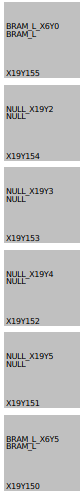 BRAM_L_X6Y0
BRAM_L
X19Y155
NULL_X19Y2
NULL
X19Y154
NULL_X19Y3
NULL
X19Y153
NULL_X19Y4
NULL
X19Y152
NULL_X19Y5
NULL
X19Y151
BRAM_L_X6Y5
BRAM_L
X19Y150